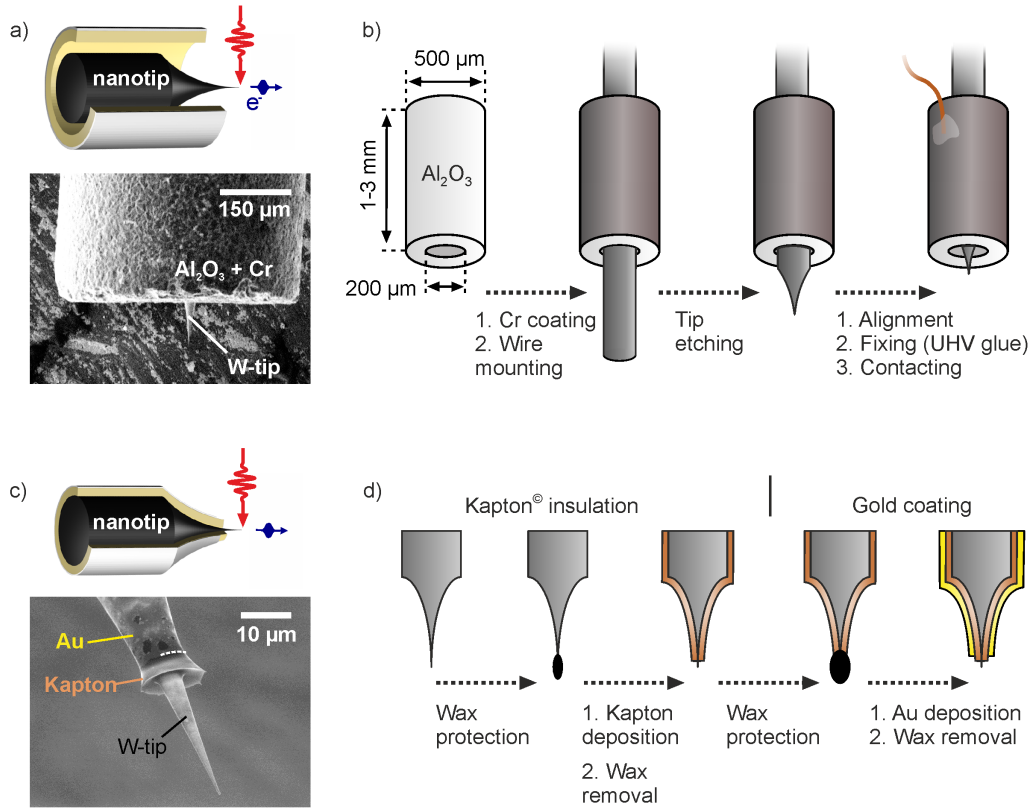 a)
nanotip
e⁻
150 µm
Al₂O₃ + Cr
W-tip
b)
500 µm
1-3 mm
Al₂O₃
200 µm
1. Cr coating
2. Wire
mounting
Tip
etching
1. Alignment
2. Fixing (UHV glue)
3. Contacting
c)
nanotip
10 µm
Au
Kapton
W-tip
d)
Kapton© insulation
Gold coating
Wax
protection
1. Kapton
deposition
2. Wax
removal
Wax
protection
1. Au deposition
2. Wax removal